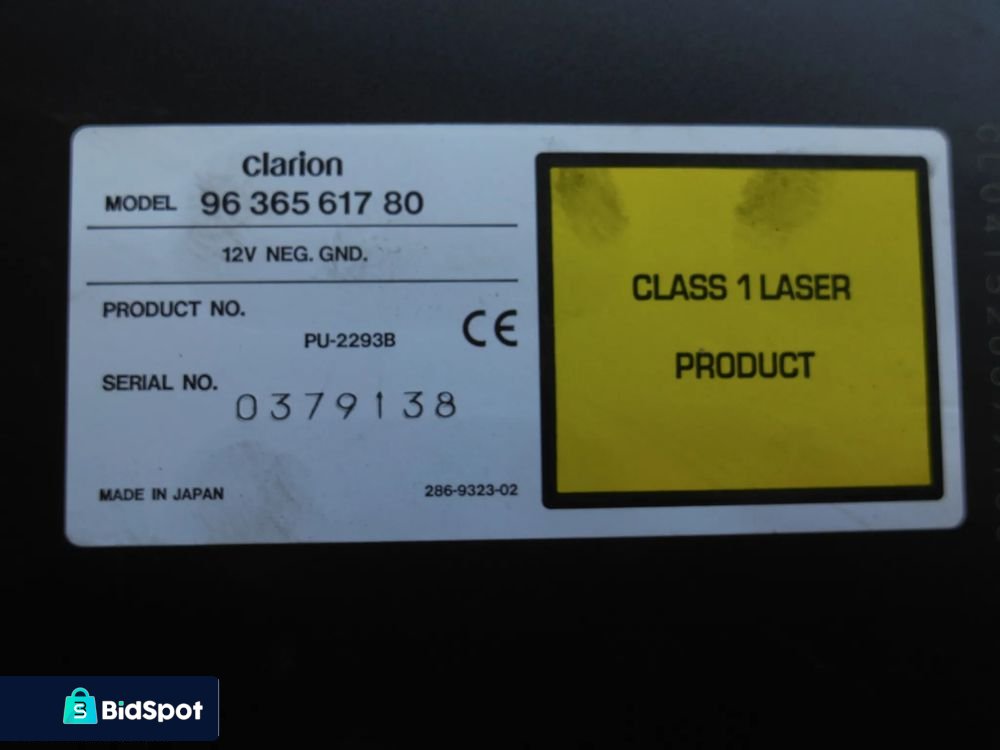 clarion
MODEL 96 365 617 80
12V NEG. GND.
PRODUCT NO.
PU-2293B
CE
SERIAL NO.
0379138
MADE IN JAPAN
286-9323-02
CLASS 1 LASER
PRODUCT
BidSpot